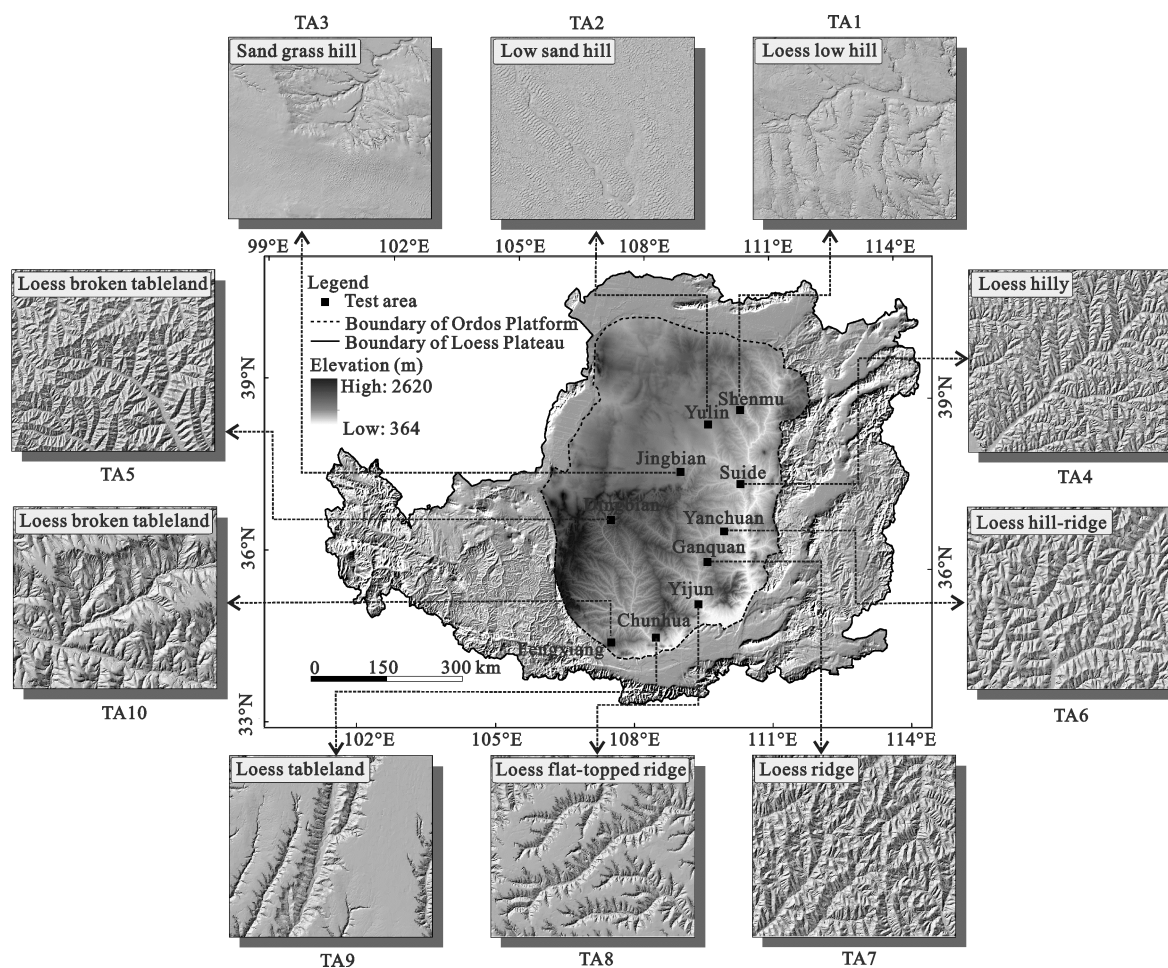 TA3
TA2
TA1
Sand grass hill
Low sand hill
Loess low hill
99°E
102°E
105°E
108°E
111°E
114°E
Loess broken tableland
TA5
Legend
Test area
Boundary of Ordos Platform
Boundary of Loess Plateau
Elevation (m)
High: 2620
Low: 364
39°N
36°N
33°N
Shenmu
Yulin
Jingbian
Suide
Yanchuan
Ganquan
Yijun
Chunhua
Fengxiang
0 150 300 km
39°N
36°N
Loess hilly
TA4
Loess broken tableland
TA10
Loess hill-ridge
TA6
102°E
105°E
108°E
111°E
114°E
Loess tableland
Loess flat-topped ridge
Loess ridge
TA9
TA8
TA7